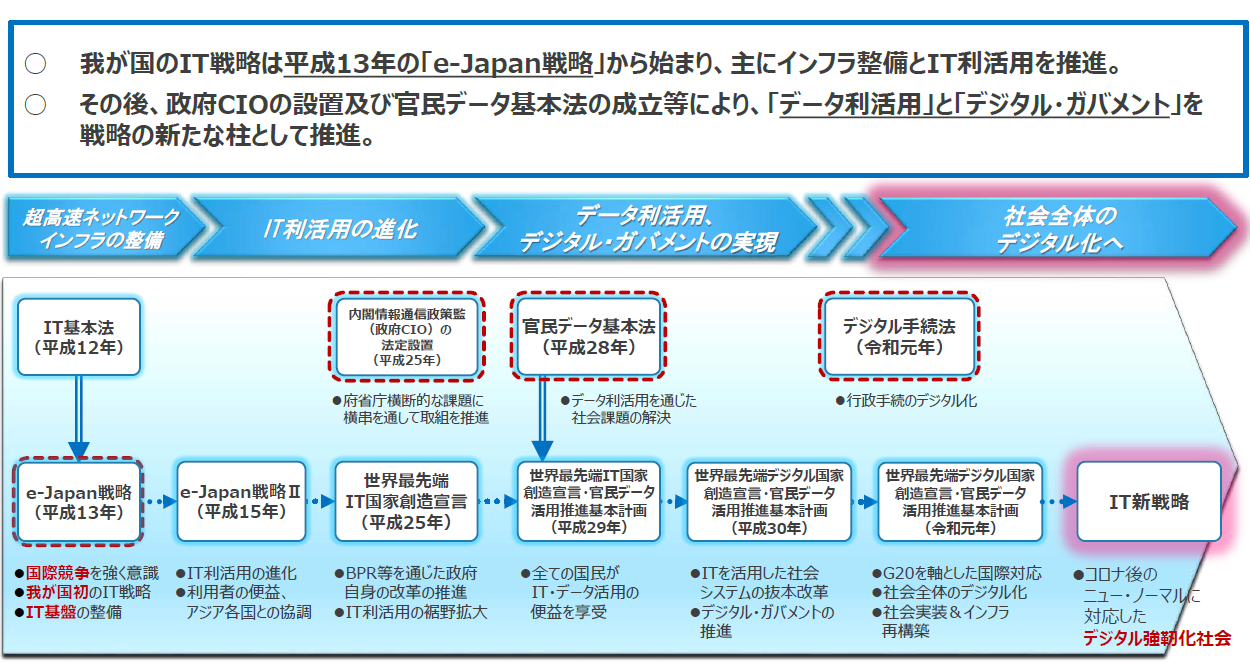 ○ 我が国のIT戦略は平成13年の「e-Japan戦略」から始まり、主にインフラ整備とIT利活用を推進。
○ その後、政府CIOの設置及び官民データ基本法の成立等により、「データ利活用」と「デジタル・ガバメント」を
戦略の新たな柱として推進。
超高速ネットワーク
インフラの整備
IT利活用の進化
データ利活用、
デジタル・ガバメントの実現
社会全体の
デジタル化へ
IT基本法
（平成12年）
内閣情報通信政策監
（政府CIO）の
法定設置
（平成25年）
官民データ基本法
（平成28年）
デジタル手続法
（令和元年）
●府省庁横断的な課題に
横串を通して取組を推進
●データ利活用を通じた
社会課題の解決
●行政手続のデジタル化
e-Japan戦略
（平成13年）
e-Japan戦略Ⅱ
（平成15年）
世界最先端
IT国家創造宣言
（平成25年）
世界最先端IT国家
創造宣言・官民データ
活用推進基本計画
（平成29年）
世界最先端デジタル国家
創造宣言・官民データ
活用推進基本計画
（平成30年）
世界最先端デジタル国家
創造宣言・官民データ
活用推進基本計画
（令和元年）
IT新戦略
●国際競争を強く意識
●我が国初のIT戦略
●IT基盤の整備
●IT利活用の進化
●利用者の便益、
アジア各国との協調
●BPR等を通じた政府
自身の改革の推進
●IT利活用の裾野拡大
●全ての国民が
IT・データ活用の
便益を享受
●ITを活用した社会
システムの抜本改革
●デジタル・ガバメントの
推進
●G20を軸とした国際対応
●社会全体のデジタル化
●社会実装＆インフラ
再構築
●コロナ後の
ニュー・ノーマルに
対応した
デジタル強靭化社会